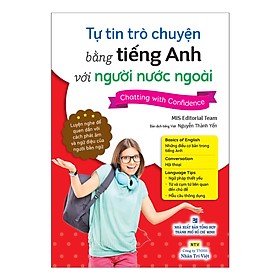 Tự tin trò chuyện
bằng tiếng Anh
với người nước ngoài
Chatting with Confidence
MIS Editorial Team
Bản dịch tiếng Việt Nguyễn Thành Yến
Luyện nghe để
quen dần với
cách phát âm
và ngữ điệu của
người bản ngữ
Basics of English
Những điều cơ bản trong
tiếng Anh
Conversation
Hội thoại
Language Tips
• Ngữ pháp thiết yếu
• Từ và cụm từ liên quan
đến chủ đề
• Mẫu câu thông dụng
NHÀ XUẤT BẢN TỔNG HỢP
THÀNH PHỐ HỒ CHÍ MINH
NTV
Công ty TNHH
Nhân Trí Việt